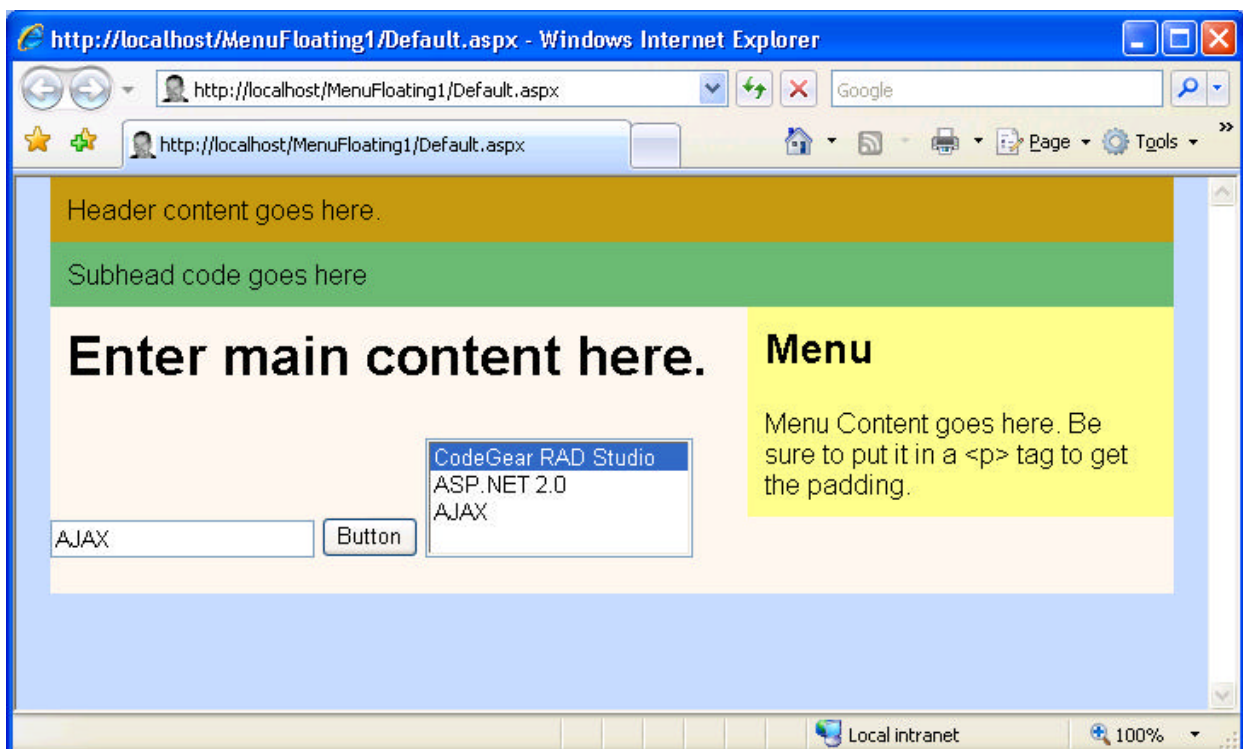 http://localhost/MenuFloating1/Default.aspx - Windows Internet Explorer
http://localhost/MenuFloating1/Default.aspx
Google
http://localhost/MenuFloating1/Default.aspx
Page
Tools
»
Header content goes here.
Subhead code goes here
Enter main content here.
Menu
Menu Content goes here. Be
sure to put it in a <p> tag to get
the padding.
CodeGear RAD Studio
ASP.NET 2.0
AJAX
AJAX
Button
Local intranet
100%